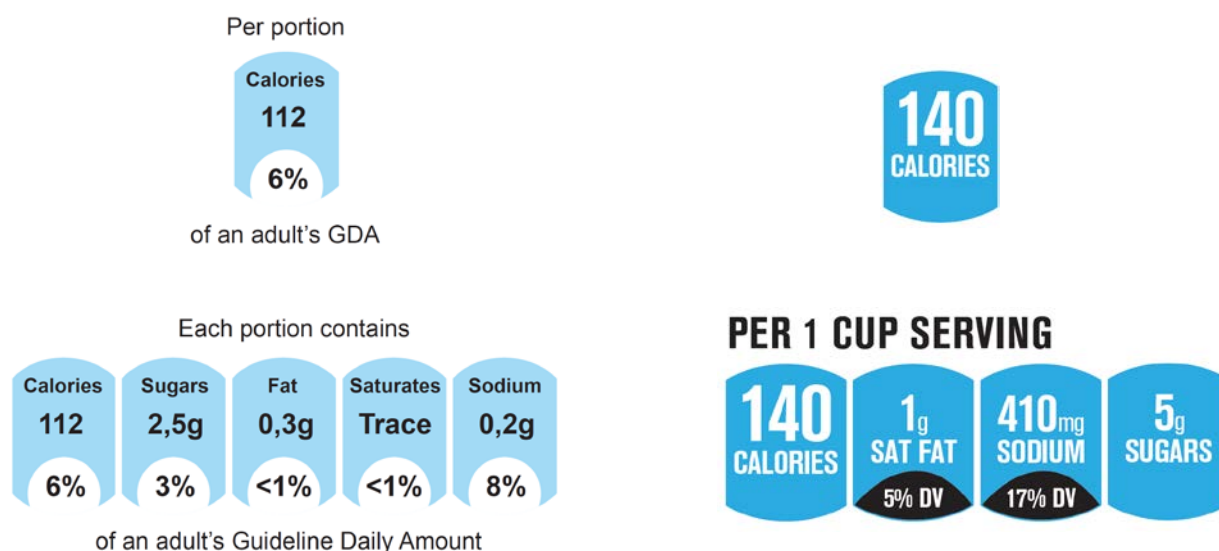 Per portion
Calories
112
6%
of an adult's GDA
140
CALORIES
Each portion contains
Calories Sugars Fat Saturates Sodium
112 2,5g 0,3g Trace 0,2g
6% 3% <1% <1% 8%
of an adult's Guideline Daily Amount
PER 1 CUP SERVING
140 1g 410mg 5g
CALORIES SAT FAT SODIUM SUGARS
5% DV 17% DV